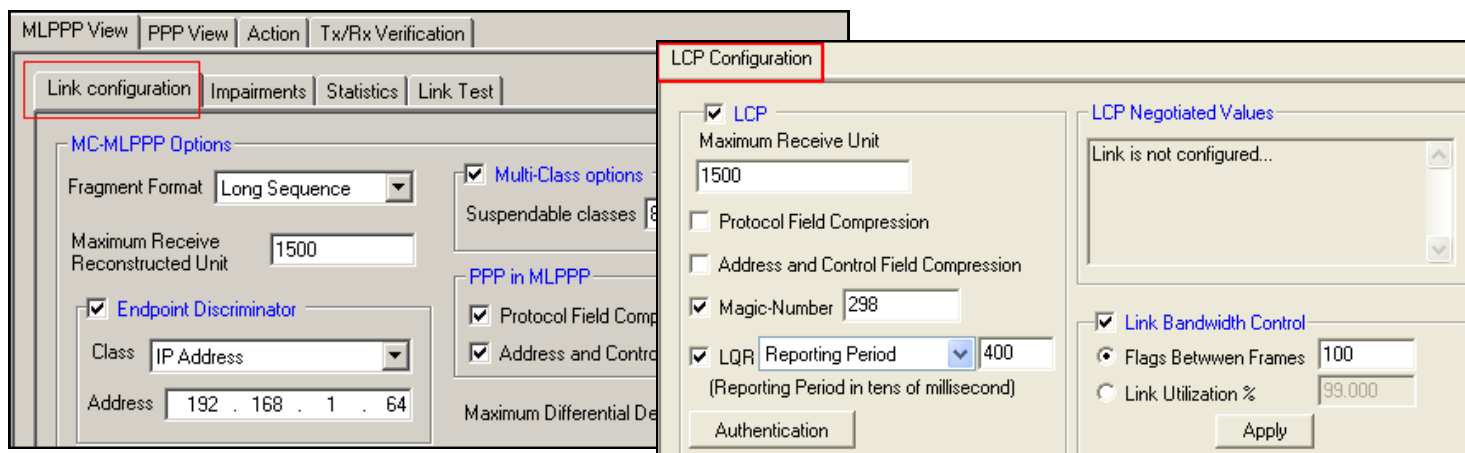 MLPPP View PPP View Action Tx/Rx Verification
Link configuration Impairments Statistics Link Test
MC-MLPPP Options
Fragment Format Long Sequence
Maximum Receive
Reconstructed Unit
1500
Endpoint Discriminator
Class IP Address
Address 192 . 168 . 1 . 64
Multi-Class options
Suspendable classes
PPP in MLPPP
Protocol Field Comp
Address and Contro
Maximum Differential De
LCP Configuration
LCP
Maximum Receive Unit
1500
Protocol Field Compression
Address and Control Field Compression
Magic-Number 298
LQR Reporting Period 400
(Reporting Period in tens of millisecond)
Authentication
LCP Negotiated Values
Link is not configured...
Link Bandwidth Control
Flags Betwwen Frames 100
Link Utilization % 99.000
Apply